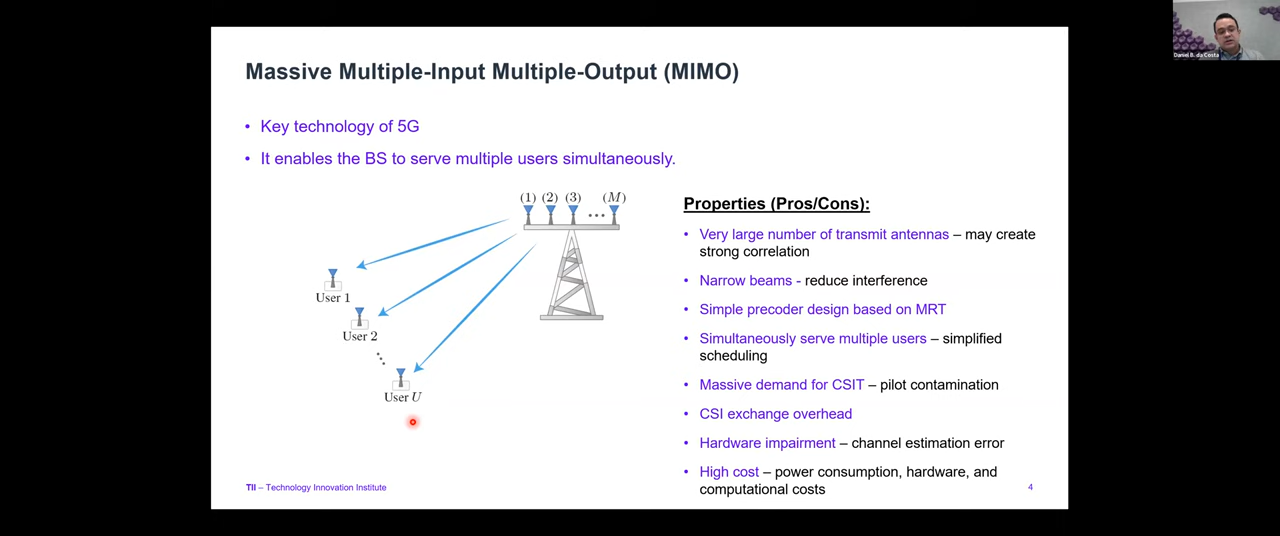 Daniel B. da Costa
Massive Multiple-Input Multiple-Output (MIMO)
• Key technology of 5G
• It enables the BS to serve multiple users simultaneously.
(1) (2) (3) (M)
User 1
User 2
User U
Properties (Pros/Cons):
• Very large number of transmit antennas – may create
strong correlation
• Narrow beams - reduce interference
• Simple precoder design based on MRT
• Simultaneously serve multiple users – simplified
scheduling
• Massive demand for CSIT – pilot contamination
• CSI exchange overhead
• Hardware impairment – channel estimation error
• High cost – power consumption, hardware, and
computational costs
TII – Technology Innovation Institute
4